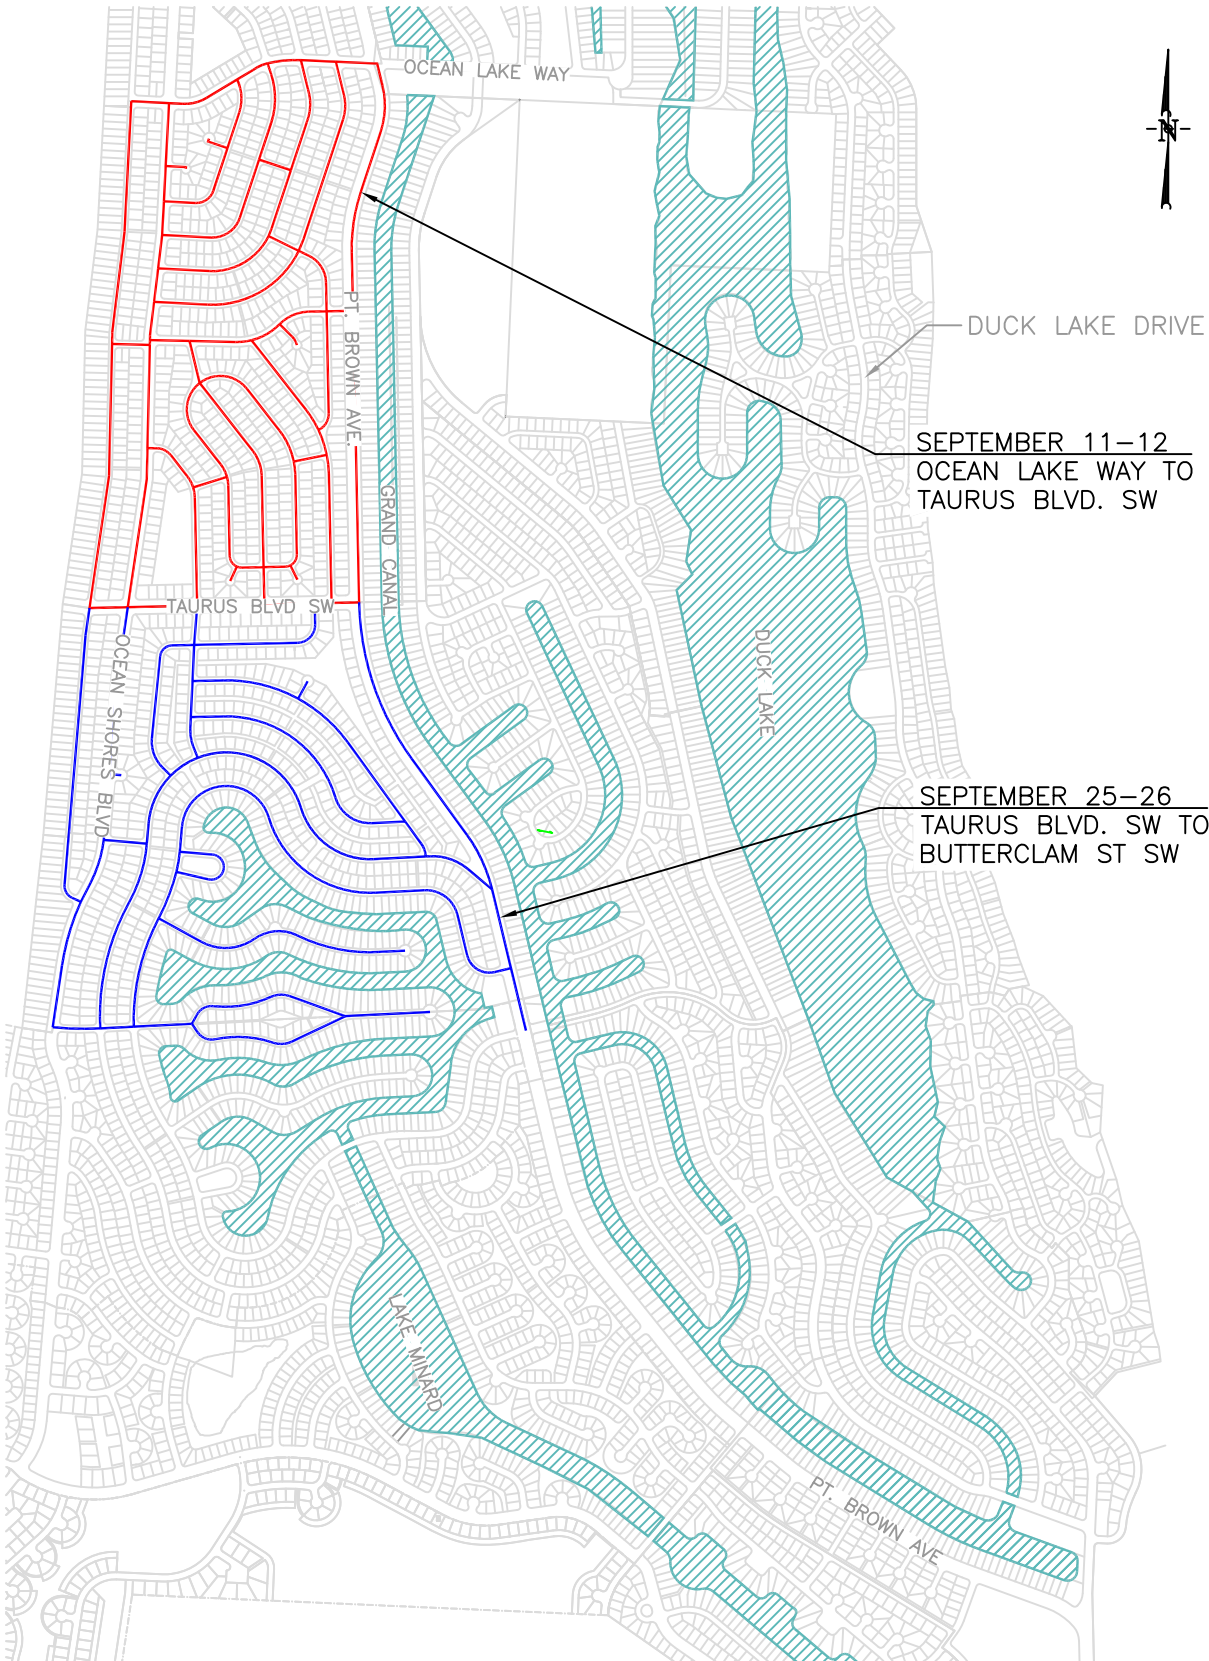 OCEAN LAKE WAY
N
DUCK LAKE DRIVE
PT. BROWN AVE.
SEPTEMBER 11-12
OCEAN LAKE WAY TO
TAURUS BLVD. SW
GRAND CANAL
TAURUS BLVD SW
OCEAN SHORES BLVD
DUCK LAKE
SEPTEMBER 25-26
TAURUS BLVD. SW TO
BUTTERCLAM ST SW
LAKE MINARD
PT. BROWN AVE